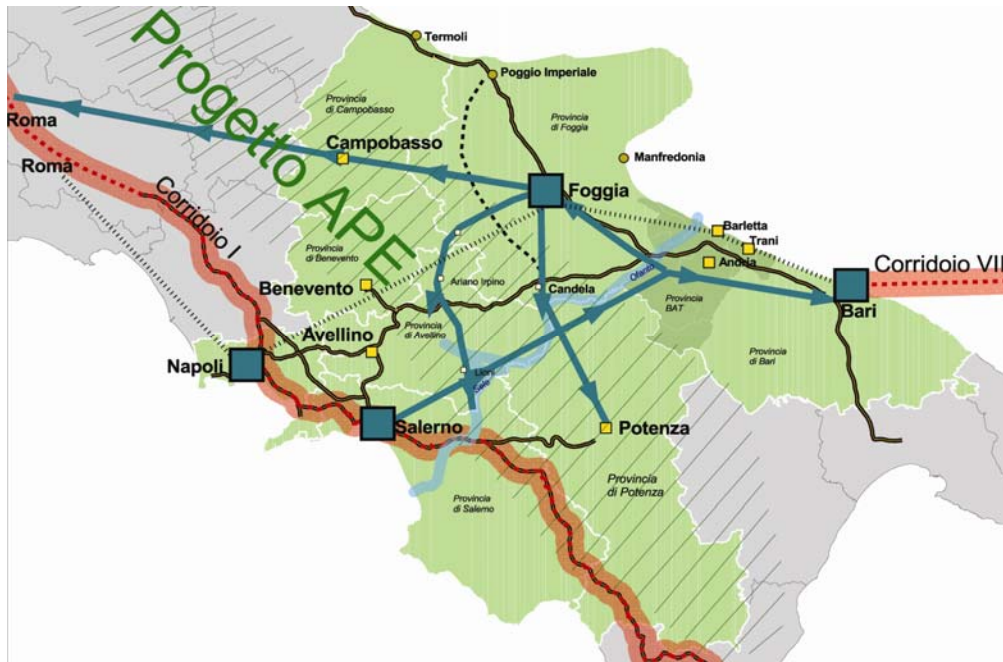 Progetto APE
Termoli
Poggio Imperiale
Provincia
di Campobasso
Provincia
di Foggia
Roma
Campobasso
Roma
Manfredonia
Foggia
Corridoio I
Barletta
Trani
Andria
Provincia
di Benevento
Ariano Irpino
Ofanto
Benevento
Candela
Corridoio VIII
Bari
Provincia
di Avellino
Provincia
BAT
Avellino
Provincia
di Bari
Napoli
Lioni
Sele
Salerno
Potenza
Provincia
di Potenza
Provincia
di Salerno